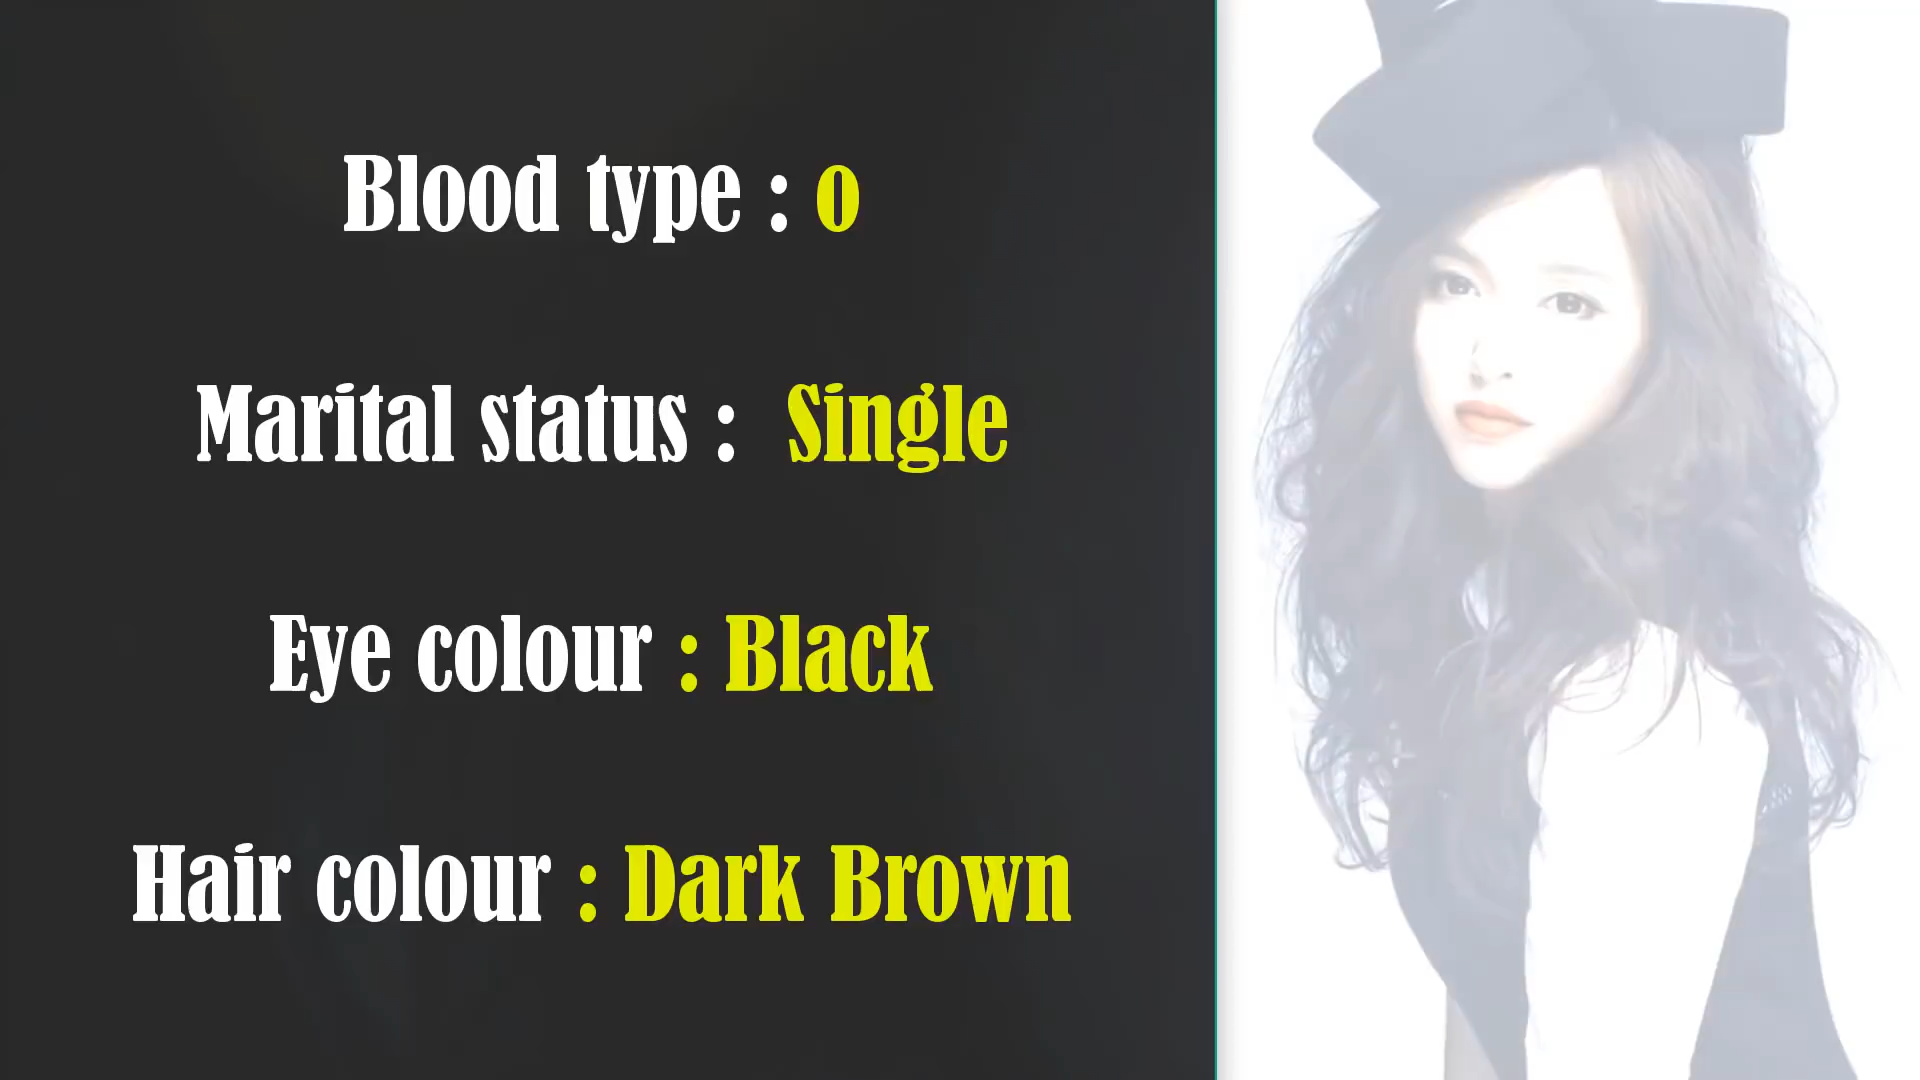 Blood type : o
Marital status : Single
Eye colour : Black
Hair colour : Dark Brown